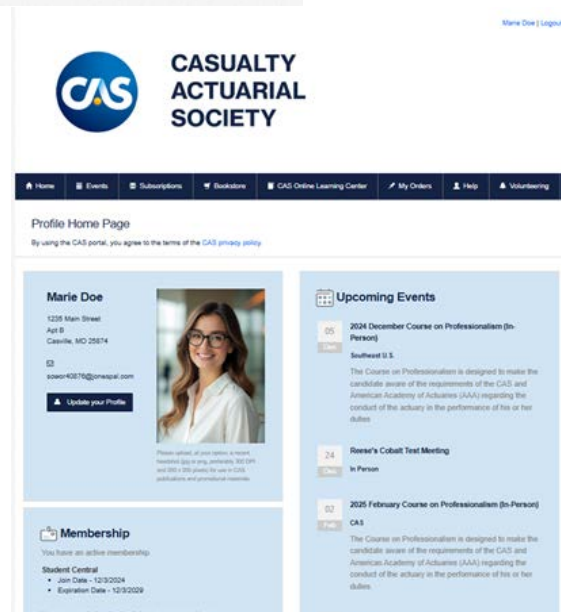 Marie Doe | Logout
CAS
CASUALTY
ACTUARIAL
SOCIETY
Home Events Subscriptions Bookstore CAS Online Learning Center My Orders Help Volunteering
Profile Home Page
By using the CAS portal, you agree to the terms of the CAS privacy policy
Marie Doe
1235 Main Street
Apt B
Casville, MO 25874
sower40876@jonespal.com
Update your Profile
Please upload, at your option, a recent
headshot (jpg or png, preferably 300 DPI
and 200 x 200 pixels) for use in CAS
publications and promotional materials.
Membership
You have an active membership
Student Central
Join Date - 12/3/2024
Expiration Date - 12/3/2029
Upcoming Events
05
Dec
2024 December Course on Professionalism (In-
Person)
Southeast U.S.
The Course on Professionalism is designed to make the
candidate aware of the requirements of the CAS and
American Academy of Actuaries (AAA) regarding the
conduct of the actuary in the performance of his or her
duties
24
Dec
Reese's Cobalt Test Meeting
In Person
02
Feb
2025 February Course on Professionalism (In-Person)
CAS
The Course on Professionalism is designed to make the
candidate aware of the requirements of the CAS and
American Academy of Actuaries (AAA) regarding the
conduct of the actuary in the performance of his or her
duties